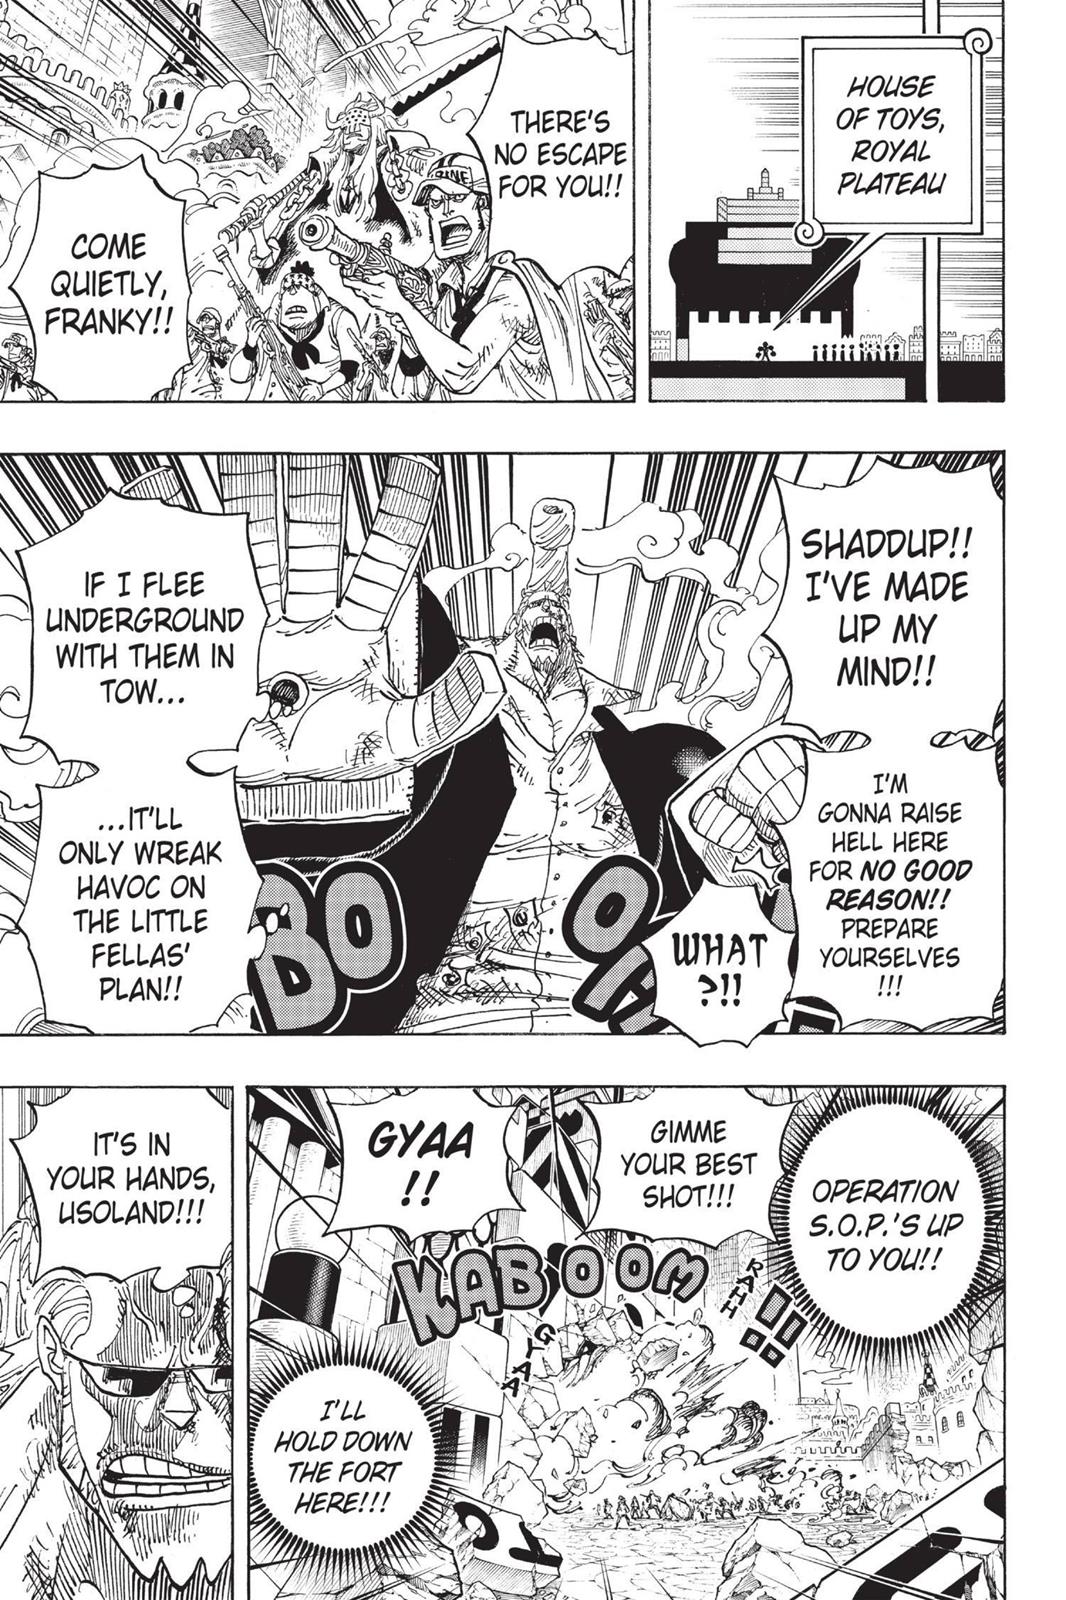 HOUSE
OF TOYS,
ROYAL
PLATEAU
THERE'S
NO ESCAPE
FOR YOU!!
COME
QUIETLY,
FRANKY!!
SHADDUP!!
I'VE MADE
UP MY
MIND!!
I'M
GONNA RAISE
HELL HERE
FOR NO GOOD
REASON!!
PREPARE
YOURSELVES
!!!
WHAT
?!!
IF I FLEE
UNDERGROUND
WITH THEM IN
TOW...
...IT'LL
ONLY WREAK
HAVOC ON
THE LITTLE
FELLAS'
PLAN!!
OPERATION
S.O.P.'S UP
TO YOU!!
GIMME
YOUR BEST
SHOT!!!
GYAA
!!
KABOOM
!!
RAHH
GYAA
I'LL
HOLD DOWN
THE FORT
HERE!!!
IT'S IN
YOUR HANDS,
USOLAND!!!